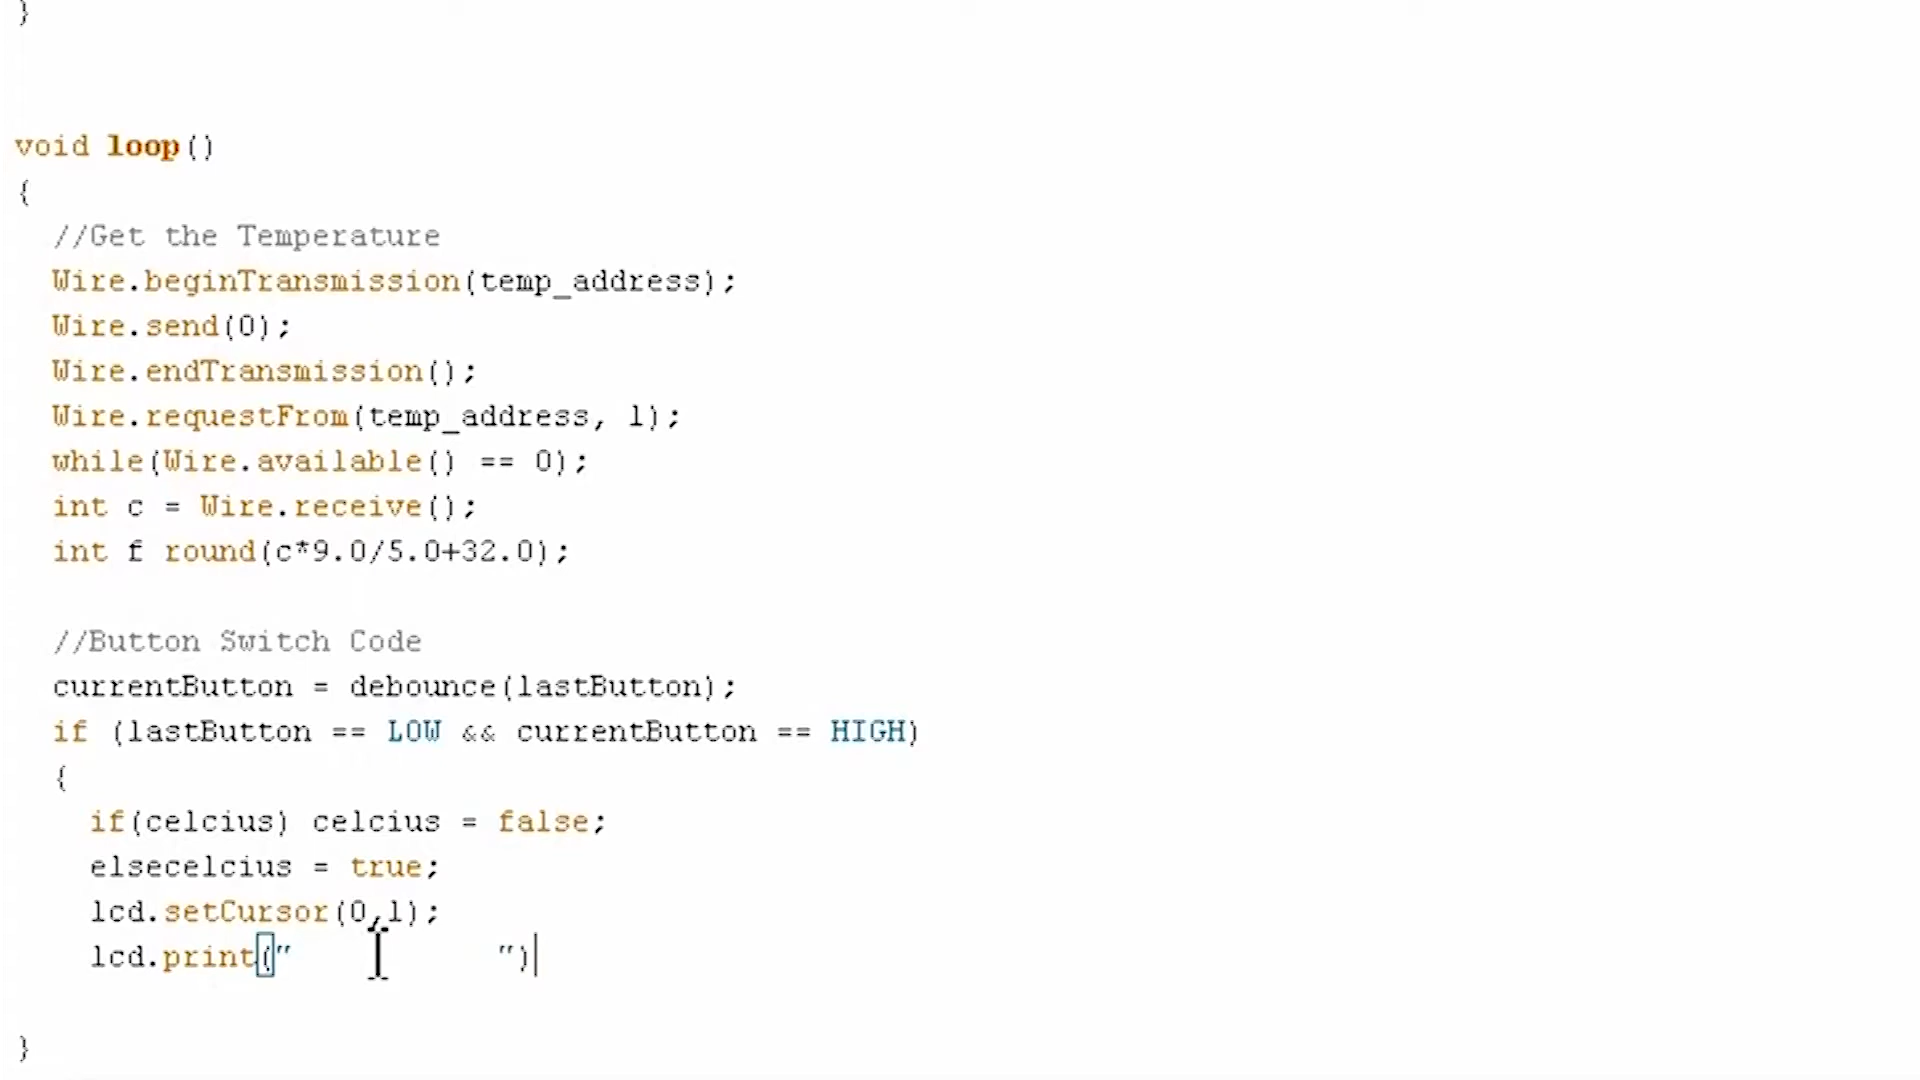 }
void loop()
{
//Get the Temperature
Wire.beginTransmission(temp_address);
Wire.send(0);
Wire.endTransmission();
Wire.requestFrom(temp_address, 1);
while(Wire.available() == 0);
int c = Wire.receive();
int f round(c*9.0/5.0+32.0);
//Button Switch Code
currentButton = debounce(lastButton);
if (lastButton == LOW && currentButton == HIGH)
{
if(celcius) celcius = false;
elsecelcius = true;
lcd.setCursor(0,1);
lcd.print("           ")
}